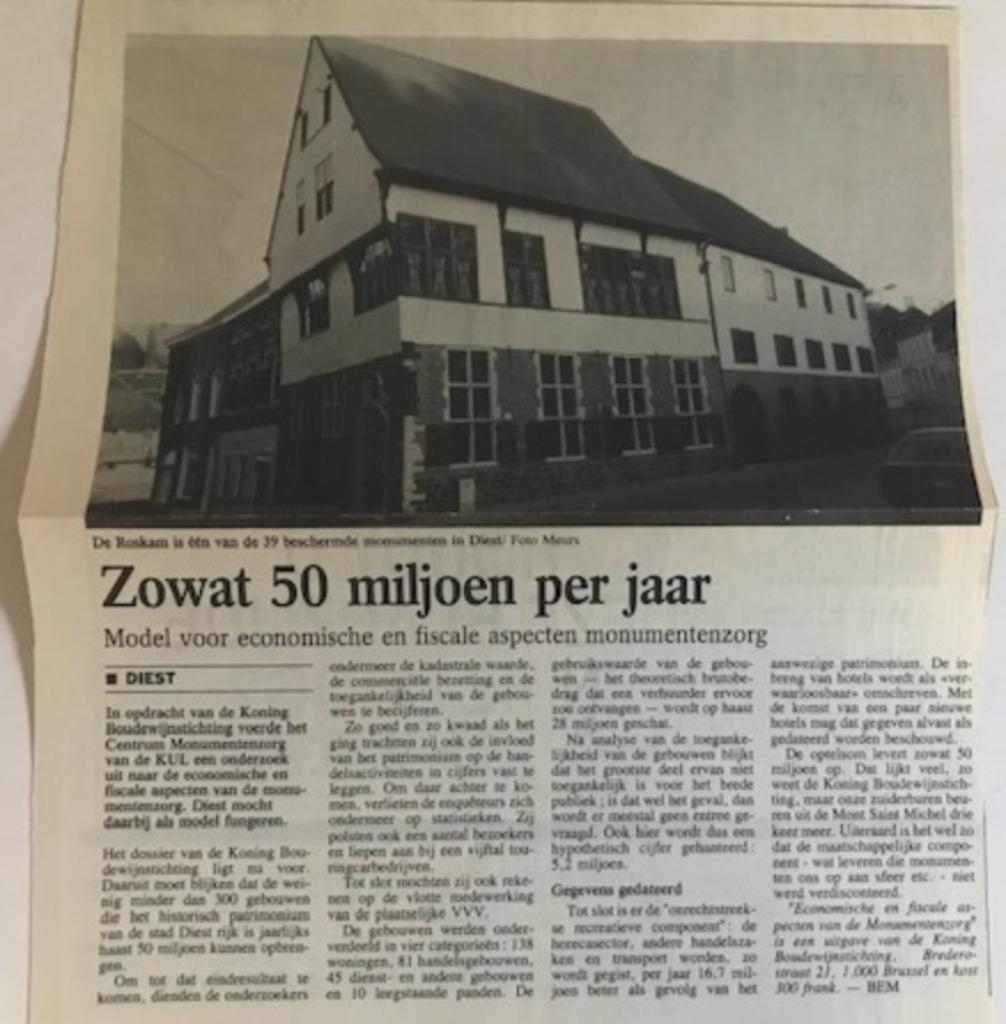 De Roskam is één van de 39 beschermde monumenten in Diest/ Foto Meurs
Zowat 50 miljoen per jaar
Model voor economische en fiscale aspecten monumentenzorg
■ DIEST
In opdracht van de Koning
Boudewijnstichting voerde het
Centrum Monumentenzorg
van de KUL een onderzoek
uit naar de economische en
fiscale aspecten van de monu-
mentenzorg. Diest mocht
daarbij als model fungeren.
Het dossier van de Koning Bou-
dewijnstichting ligt nu voor.
Daaruit moet blijken dat de wei-
nig minder dan 300 gebouwen
die het historisch patrimonium
van de stad Diest rijk is jaarlijks
haast 50 miljoen kunnen opbren-
gen.
Om tot dat eindresultaat te
komen, dienden de onderzoekers
ondermeer de kadastrale waarde,
de commerciële bezetting en de
toegankelijkheid van de gebou-
wen te becijferen.
Zo goed en zo kwaad als het
ging trachtten zij ook de invloed
van het patrimonium op de han-
delsactiviteiten in cijfers vast te
leggen. Om daar achter te ko-
men, verlieten de enquêteurs zich
ondermeer op statistieken. Zij
polsten ook een aantal bezoekers
en liepen aan bij een vijftal tou-
ringcarbedrijven.
Tot slot mochten zij ook reke-
nen op de vlotte medewerking
van de plaatselijke VVV.
De gebouwen werden onder-
verdeeld in vier categorieën : 138
woningen, 81 handelsgebouwen,
45 dienst- en andere gebouwen
en 10 leegstaande panden. De
gebruikswaarde van de gebou-
wen — het theoretisch brutobe-
drag dat een verhuurder ervoor
zou ontvangen — wordt op haast
28 miljoen geschat.
Na analyse van de toeganke-
lijkheid van de gebouwen blijkt
dat het grootste deel ervan niet
toegankelijk is voor het brede
publiek ; is dat wel het geval, dan
wordt er meestal geen entree ge-
vraagd. Ook hier wordt dus een
hypothetisch cijfer gehanteerd :
5,2 miljoen.
Gegevens gedateerd
Tot slot is er de "onrechtstreek-
se recreatieve component" : de
horecasector, andere handelsza-
ken en transport worden, zo
wordt gegist, per jaar 16,7 mil-
joen beter als gevolg van het
aanwezige patrimonium. De in-
breng van hotels wordt als «ver-
waarloosbaar» omschreven. Met
de komst van een paar nieuwe
hotels mag dat gegeven alvast als
gedateerd worden beschouwd.
De optelsom levert zowat 50
miljoen op. Dat lijkt veel, zo
weet de Koning Boudewijnstich-
ting, maar onze zuiderburen beu-
ren uit de Mont Saint Michel drie
keer meer. Uiteraard is het wel zo
dat de maatschappelijke compo-
nent - wat leveren die monumen-
ten ons op aan sfeer etc. - niet
werd verdisconteerd.
"Economische en fiscale as-
pecten van de Monumentenzorg"
is een uitgave van de Koning
Boudewijnstichting, Bredero-
straat 21, 1.000 Brussel en kost
300 frank. — BEM